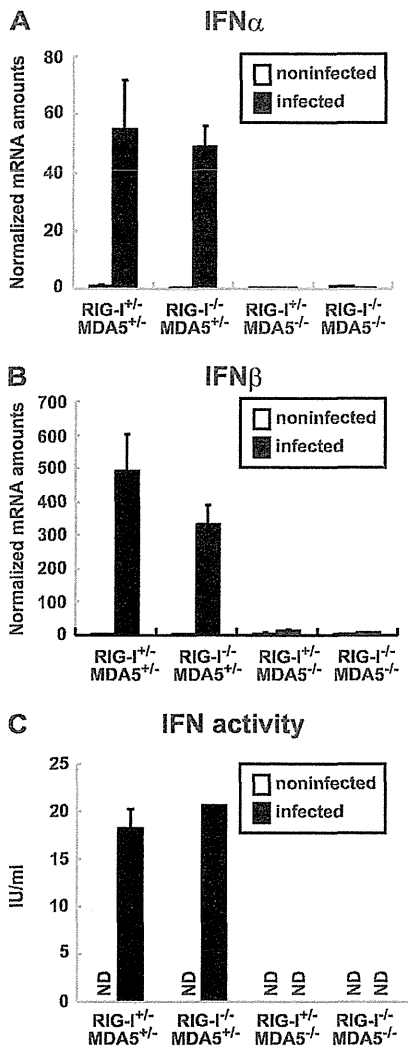 A IFNα
Normalized mRNA amounts
80
60
40
20
0
noninfected
infected
RIG-I+/- RIG-I-/- RIG-I+/- RIG-I-/-
MDA5+/- MDA5+/- MDA5-/- MDA5-/-
B IFNβ
Normalized mRNA amounts
700
600
500
400
300
200
100
0
noninfected
infected
RIG-I+/- RIG-I-/- RIG-I+/- RIG-I-/-
MDA5+/- MDA5+/- MDA5-/- MDA5-/-
C IFN activity
IU/ml
25
20
15
10
5
0
noninfected
infected
ND ND ND ND ND ND
RIG-I+/- RIG-I-/- RIG-I+/- RIG-I-/-
MDA5+/- MDA5+/- MDA5-/- MDA5-/-